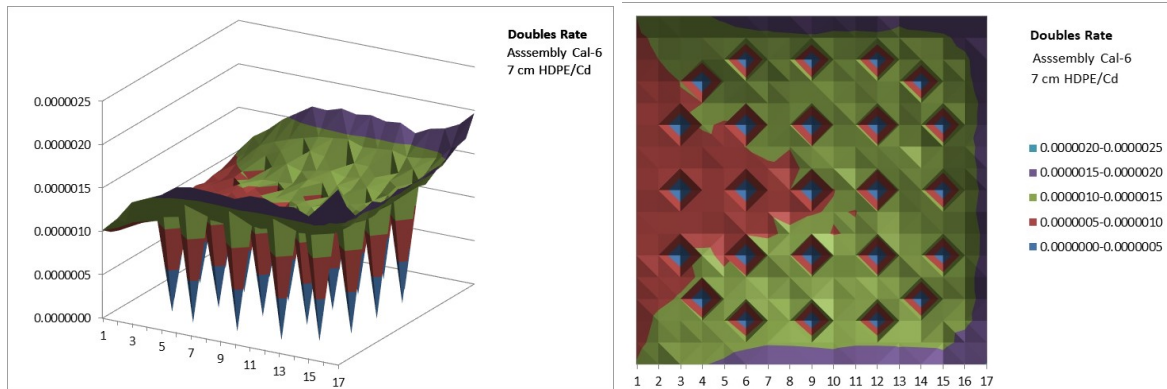 Doubles Rate
Asssembly Cal-6
7 cm HDPE/Cd
0.0000025
0.0000020
0.0000015
0.0000010
0.0000005
0.0000000
1 3 5 7 9 11 13 15 17
Doubles Rate
Asssembly Cal-6
7 cm HDPE/Cd
0.0000020-0.0000025
0.0000015-0.0000020
0.0000010-0.0000015
0.0000005-0.0000010
0.0000000-0.0000005
1 2 3 4 5 6 7 8 9 10 11 12 13 14 15 16 17